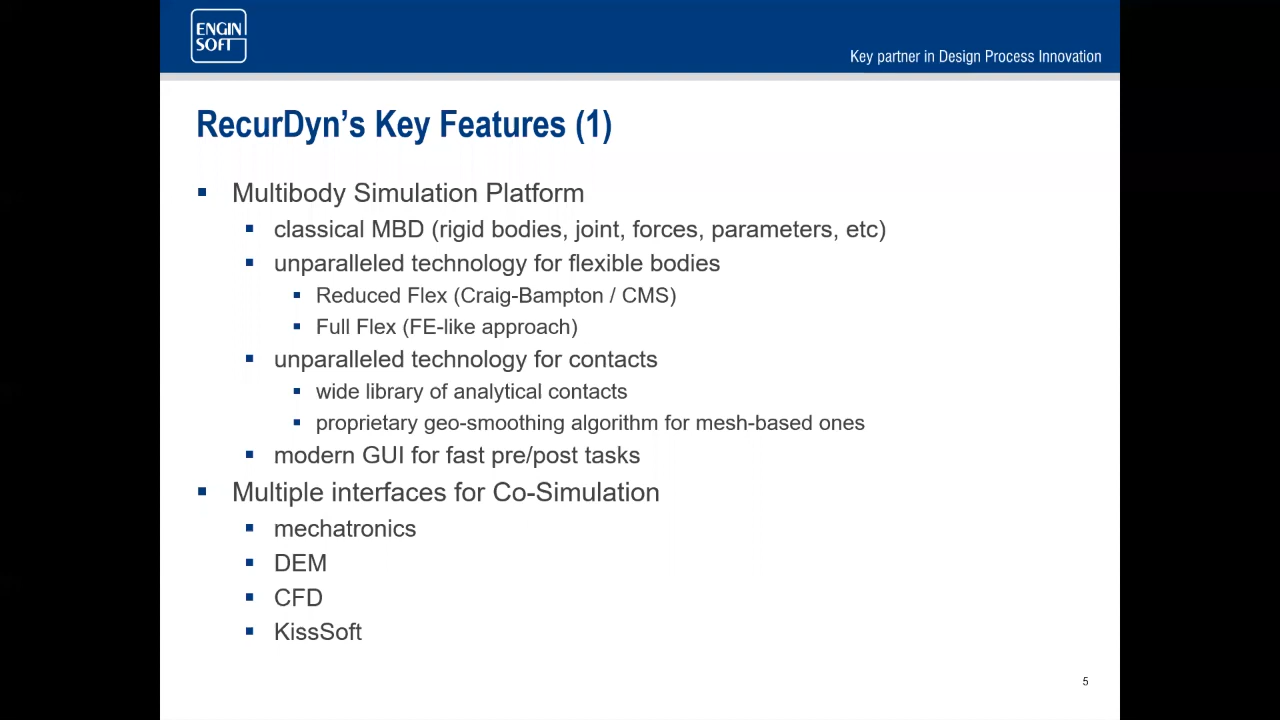 ENGIN
SOFT
Key partner in Design Process Innovation
RecurDyn's Key Features (1)
Multibody Simulation Platform
classical MBD (rigid bodies, joint, forces, parameters, etc)
unparalleled technology for flexible bodies
Reduced Flex (Craig-Bampton / CMS)
Full Flex (FE-like approach)
unparalleled technology for contacts
wide library of analytical contacts
proprietary geo-smoothing algorithm for mesh-based ones
modern GUI for fast pre/post tasks
Multiple interfaces for Co-Simulation
mechatronics
DEM
CFD
KissSoft
5